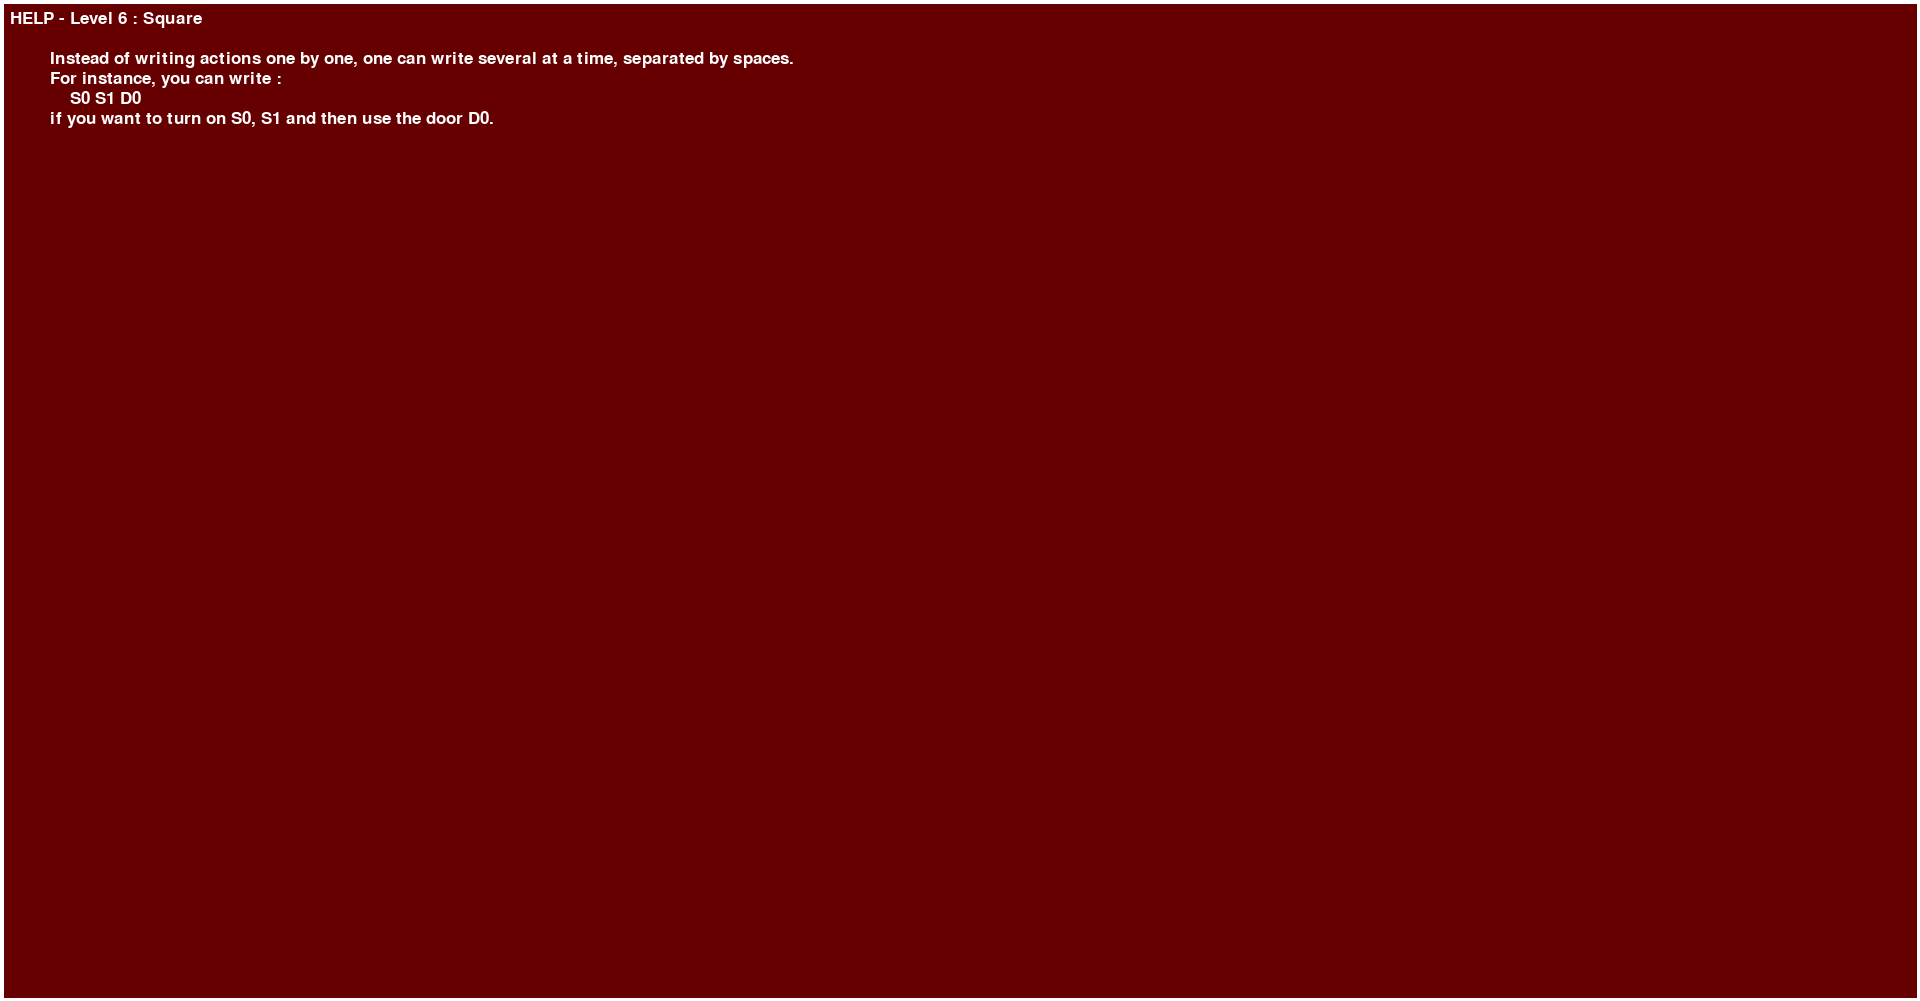 HELP - Level 6 : Square
Instead of writing actions one by one, one can write several at a time, separated by spaces.
For instance, you can write :
S0 S1 D0
if you want to turn on S0, S1 and then use the door D0.